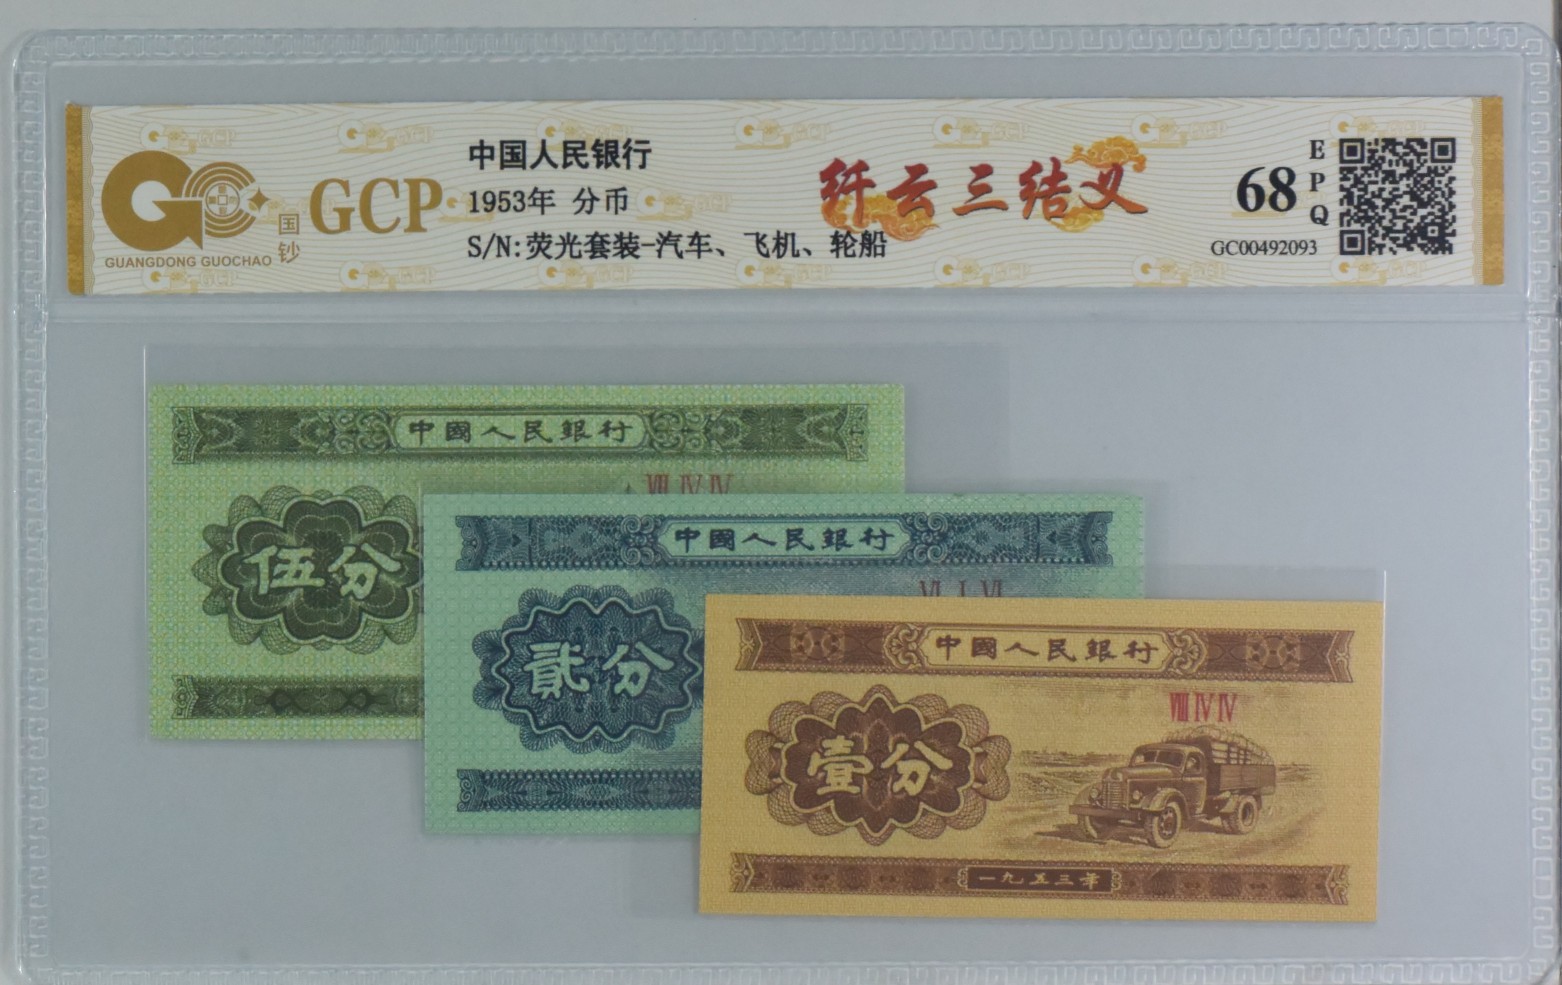 中国人民银行
1953年 分币
S/N:荧光套装-汽车、飞机、轮船
GCP
国钞
GUANGDONG GUOCHAO
纤云三结义
68
EPQ
GC00492093
中國人民銀行
Ⅷ Ⅳ Ⅳ
伍分
中國人民銀行
Ⅵ Ⅰ Ⅵ
貳分
中國人民銀行
Ⅷ Ⅳ Ⅳ
壹分
一九五三年